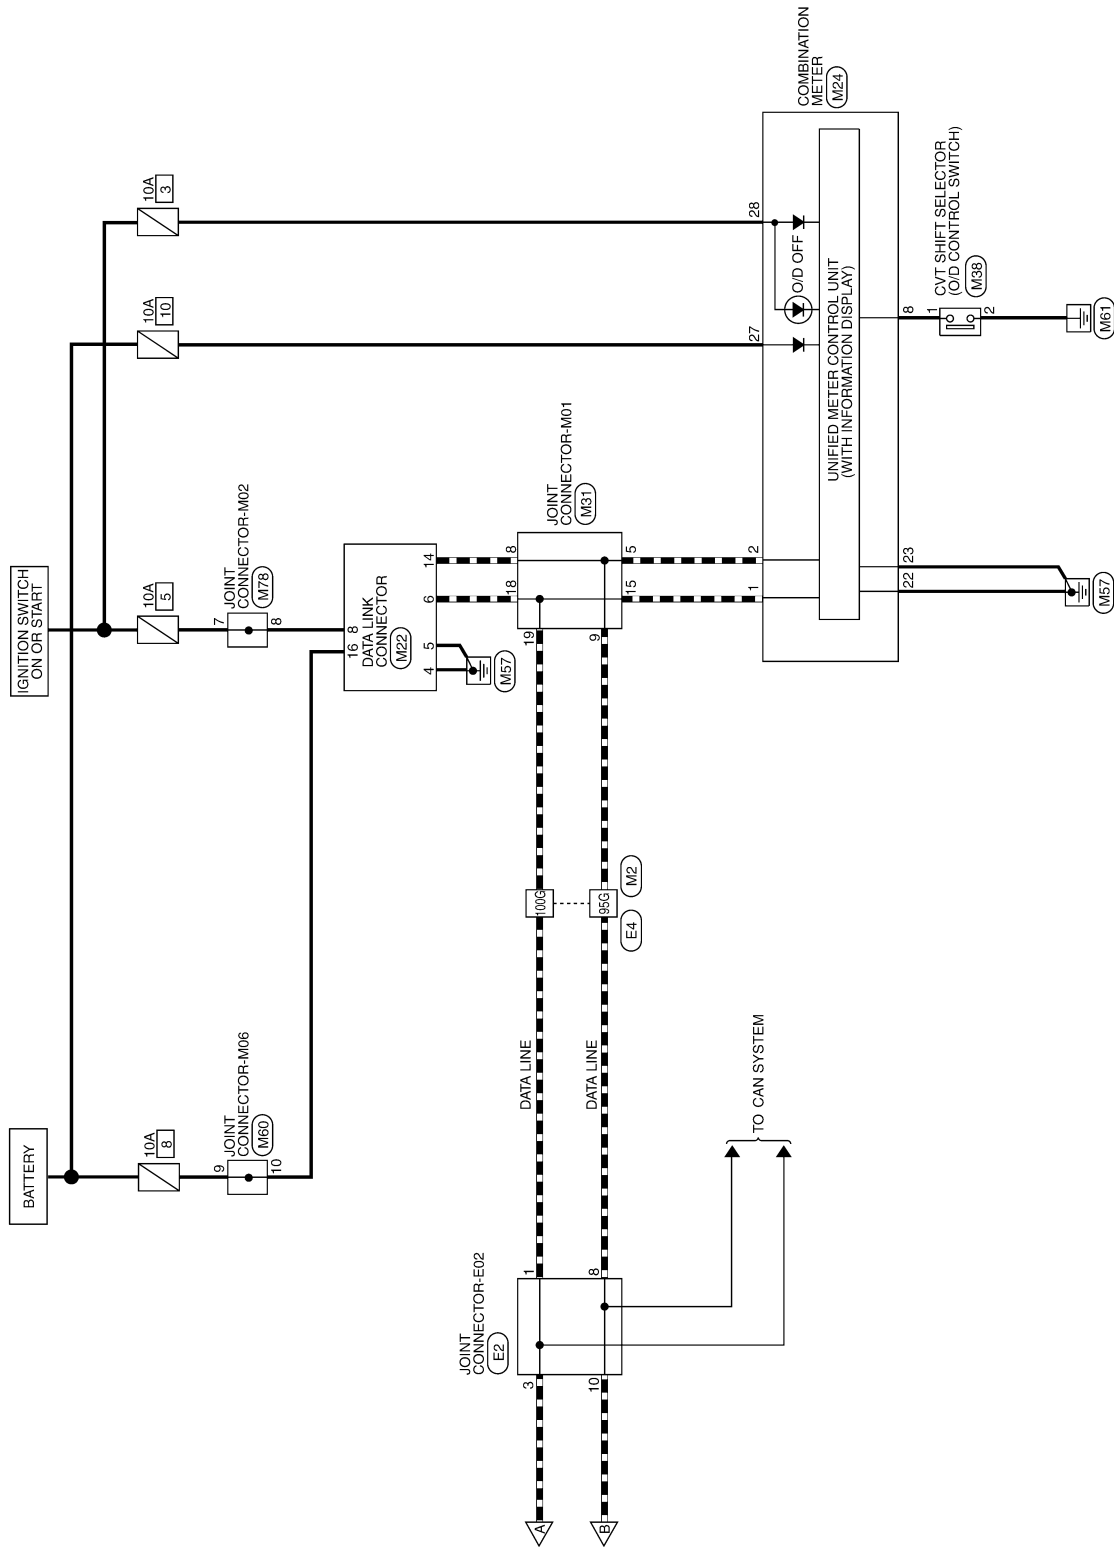 BATTERY
IGNITION SWITCH
ON OR START
10A
8
10A
5
10A
10
10A
3
9
JOINT
CONNECTOR-M06
M60
10
7
JOINT
CONNECTOR-M02
M78
8
16
8
DATA LINK
CONNECTOR
M22
4
5
6
14
M57
JOINT
CONNECTOR-E02
E2
3
1
10
8
A
B
DATA LINE
DATA LINE
100G
95G
E4
M2
TO CAN SYSTEM
JOINT
CONNECTOR-M01
M31
19
18
8
9
15
5
1
2
27
28
O/D OFF
COMBINATION
METER
M24
UNIFIED METER CONTROL UNIT
(WITH INFORMATION DISPLAY)
22
23
M57
8
1
2
CVT SHIFT SELECTOR
(O/D CONTROL SWITCH)
M38
M61